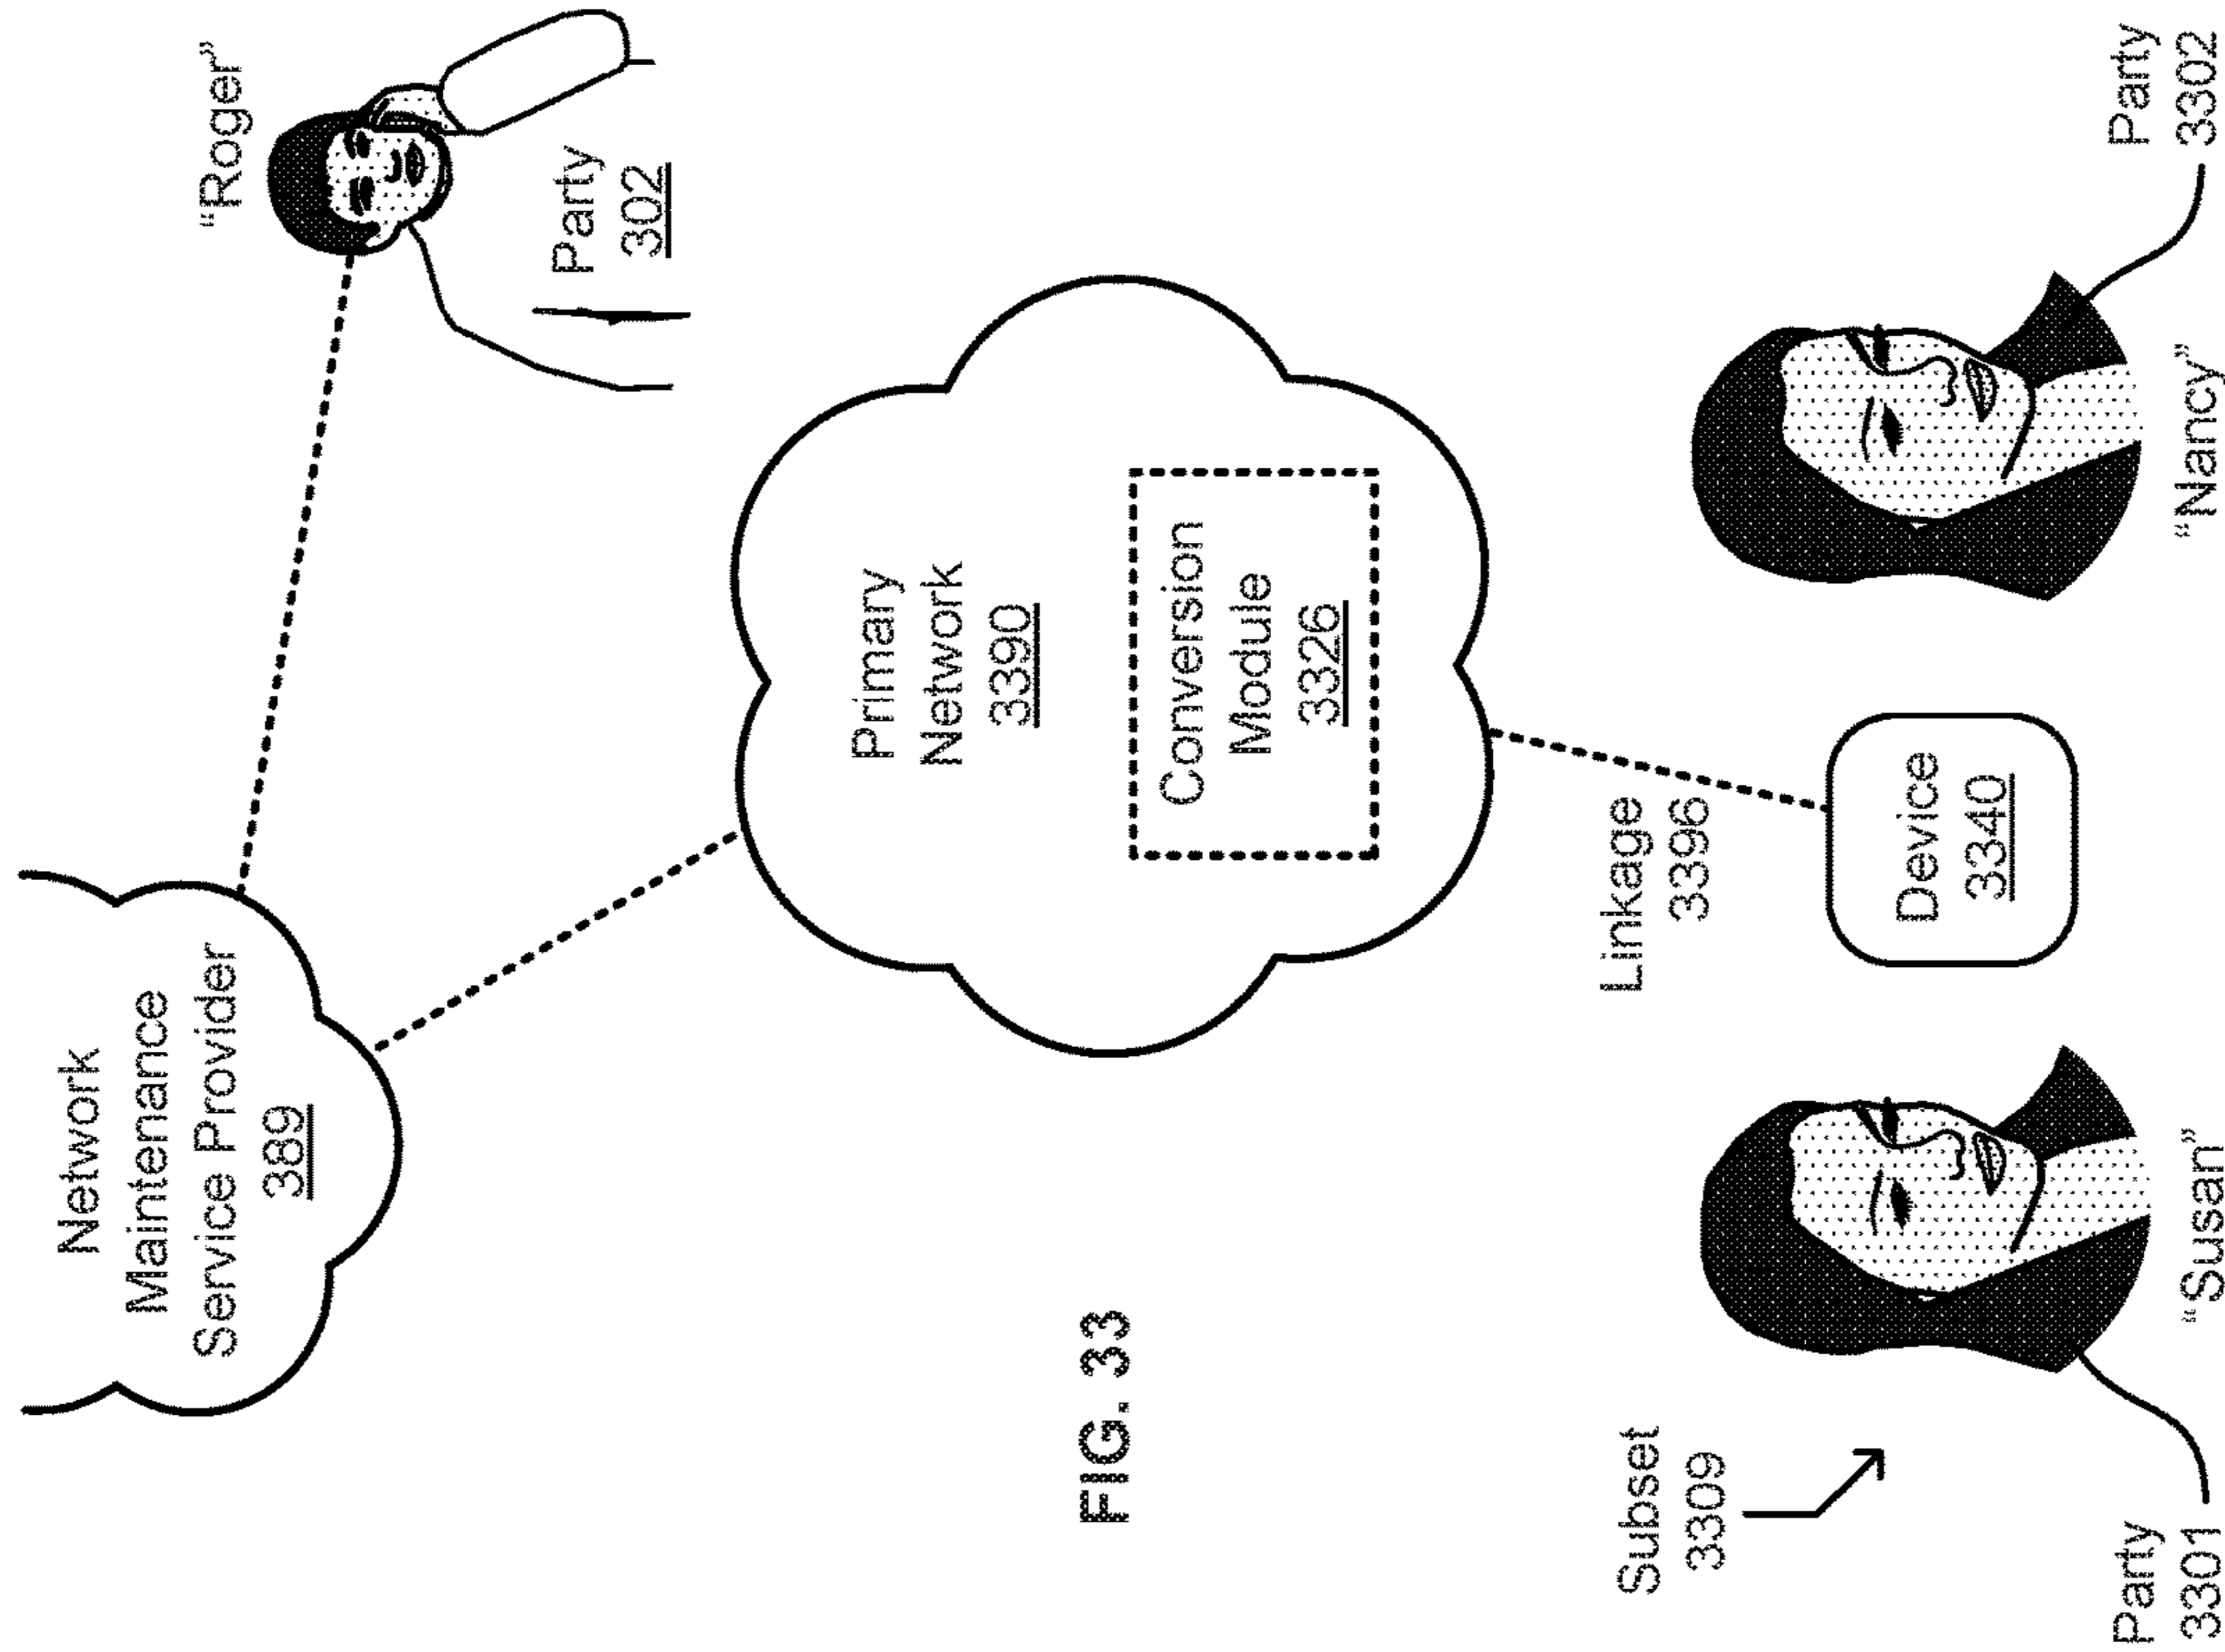 Network
Maintenance
Service Provider
389
“Roger”
Party
302
Primary
Network
3390
Conversion
Module
3326
FIG. 33
Linkage
3396
Subset
3309
Device
3340
Party
3301
“Susan”
“Nancy”
Party
3302